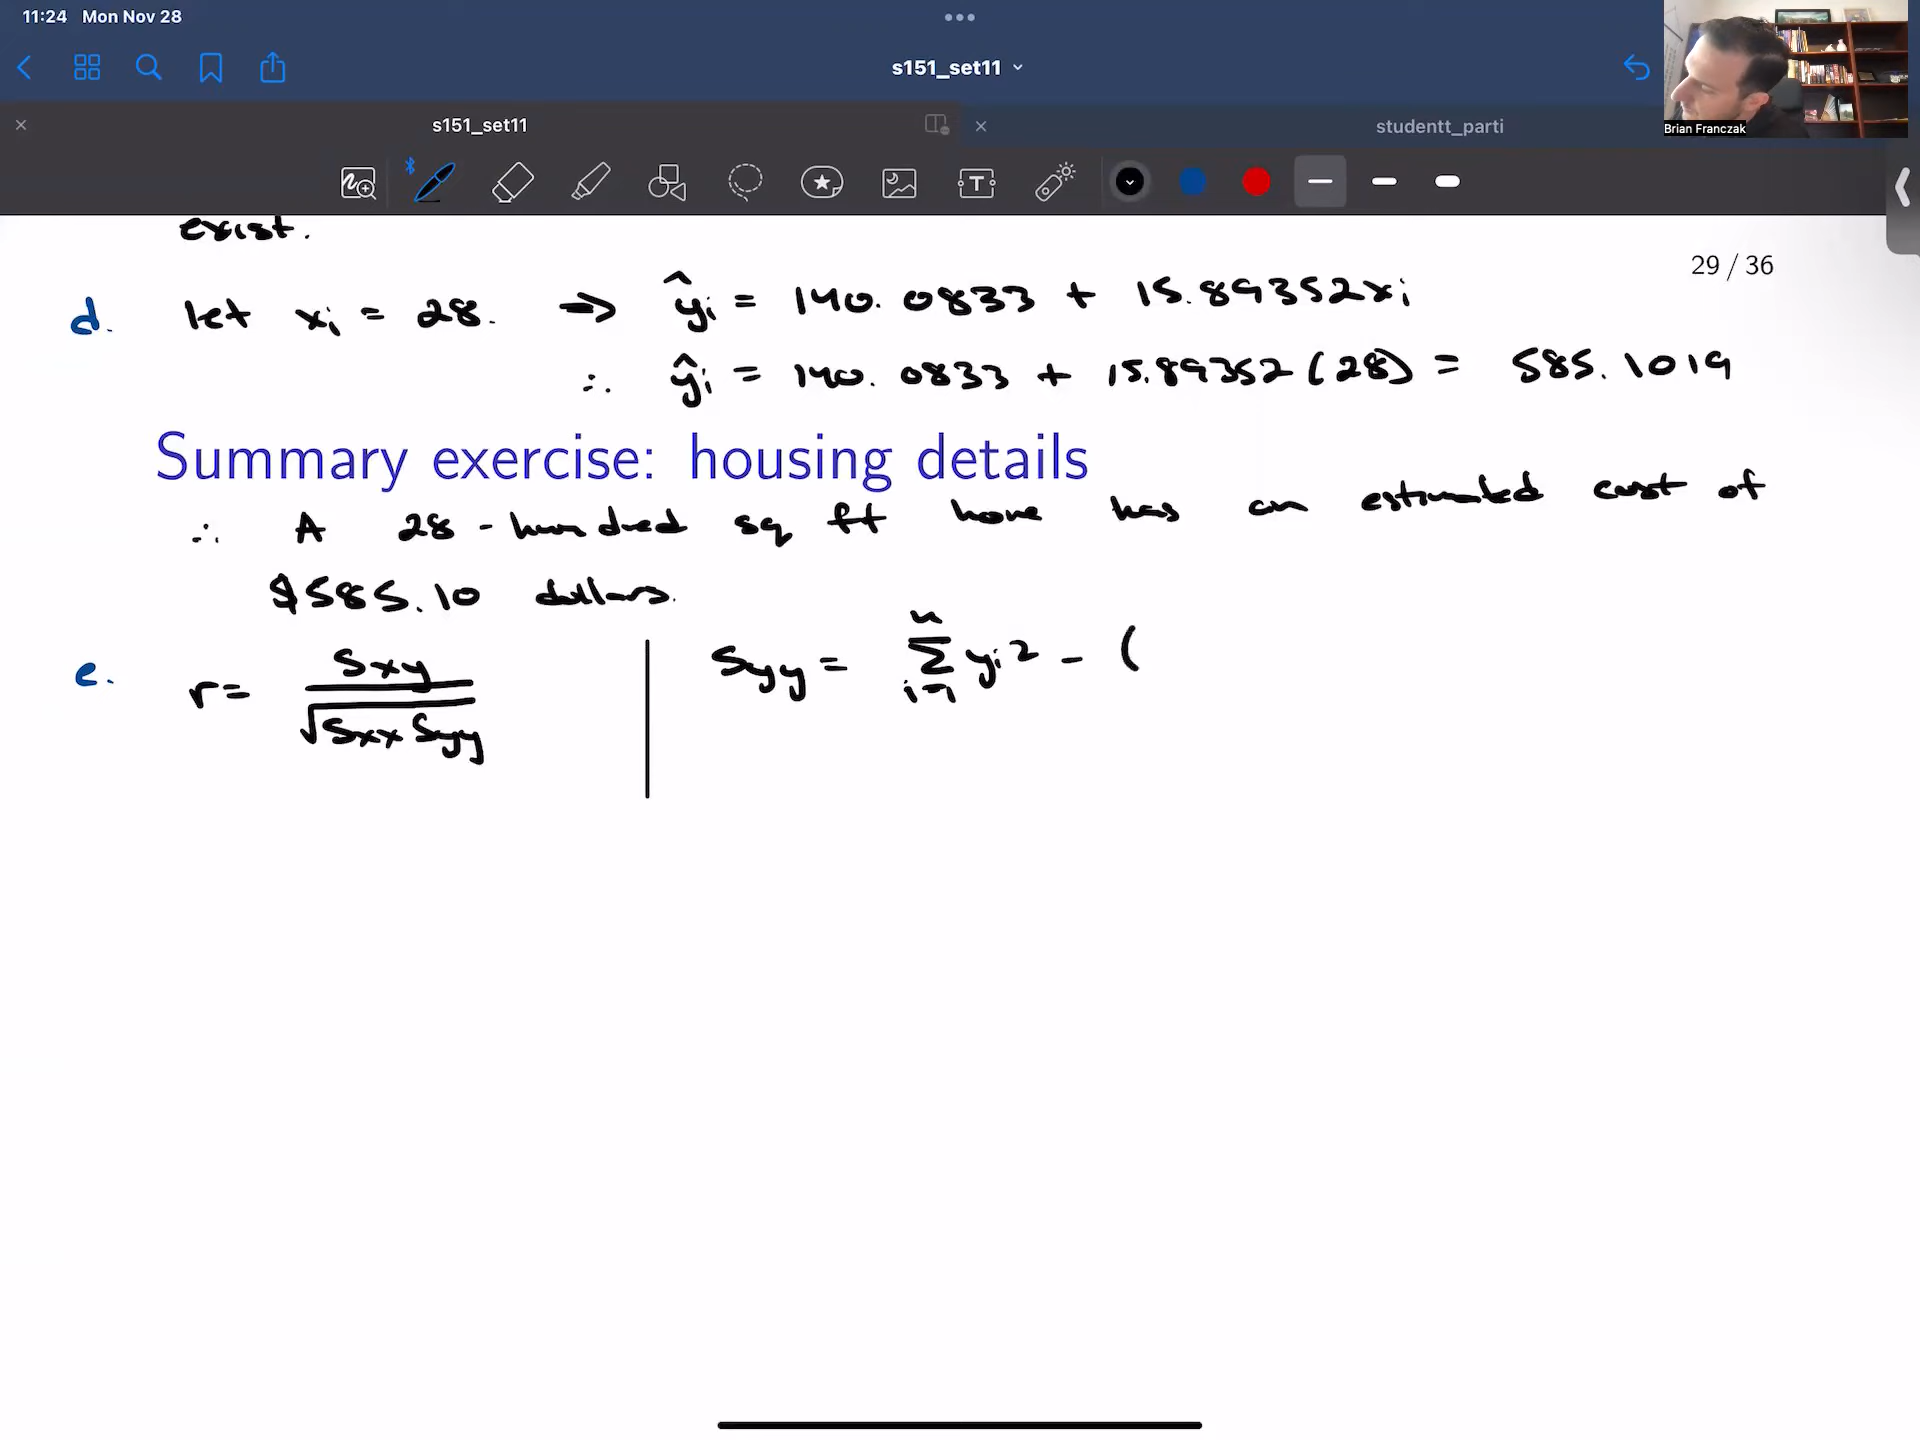 11:24 Mon Nov 28
s151_set11
Brian Franczak
s151_set11
studentt_parti
T
exist.
29 / 36
d. let xi = 28. ⇒ ŷi = 140.0833 + 15.89352xi
∴ ŷi = 140.0833 + 15.89352(28) = 585.1019
Summary exercise: housing details
∴ A 28-hundred sq ft home has an estimated cost of
$585.10 dollars.
e. r = Sxy / √SxxSyy | Syy = n∑i=1 yi² - (